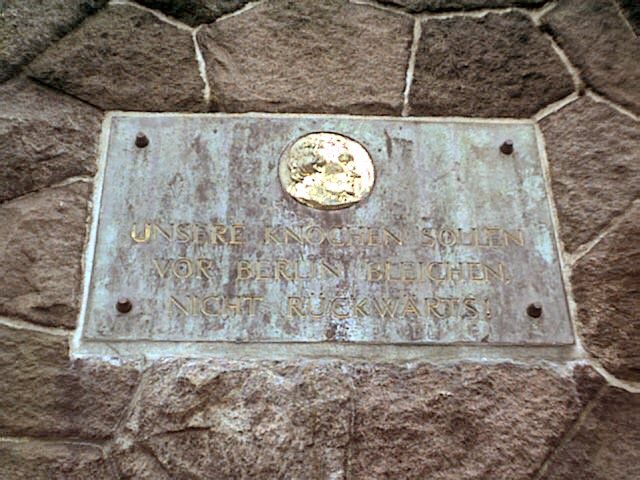 UNSERE KNOCHEN SOLLEN
VOR BERLIN BLEICHEN,
NICHT RÜCKWÄRTS!